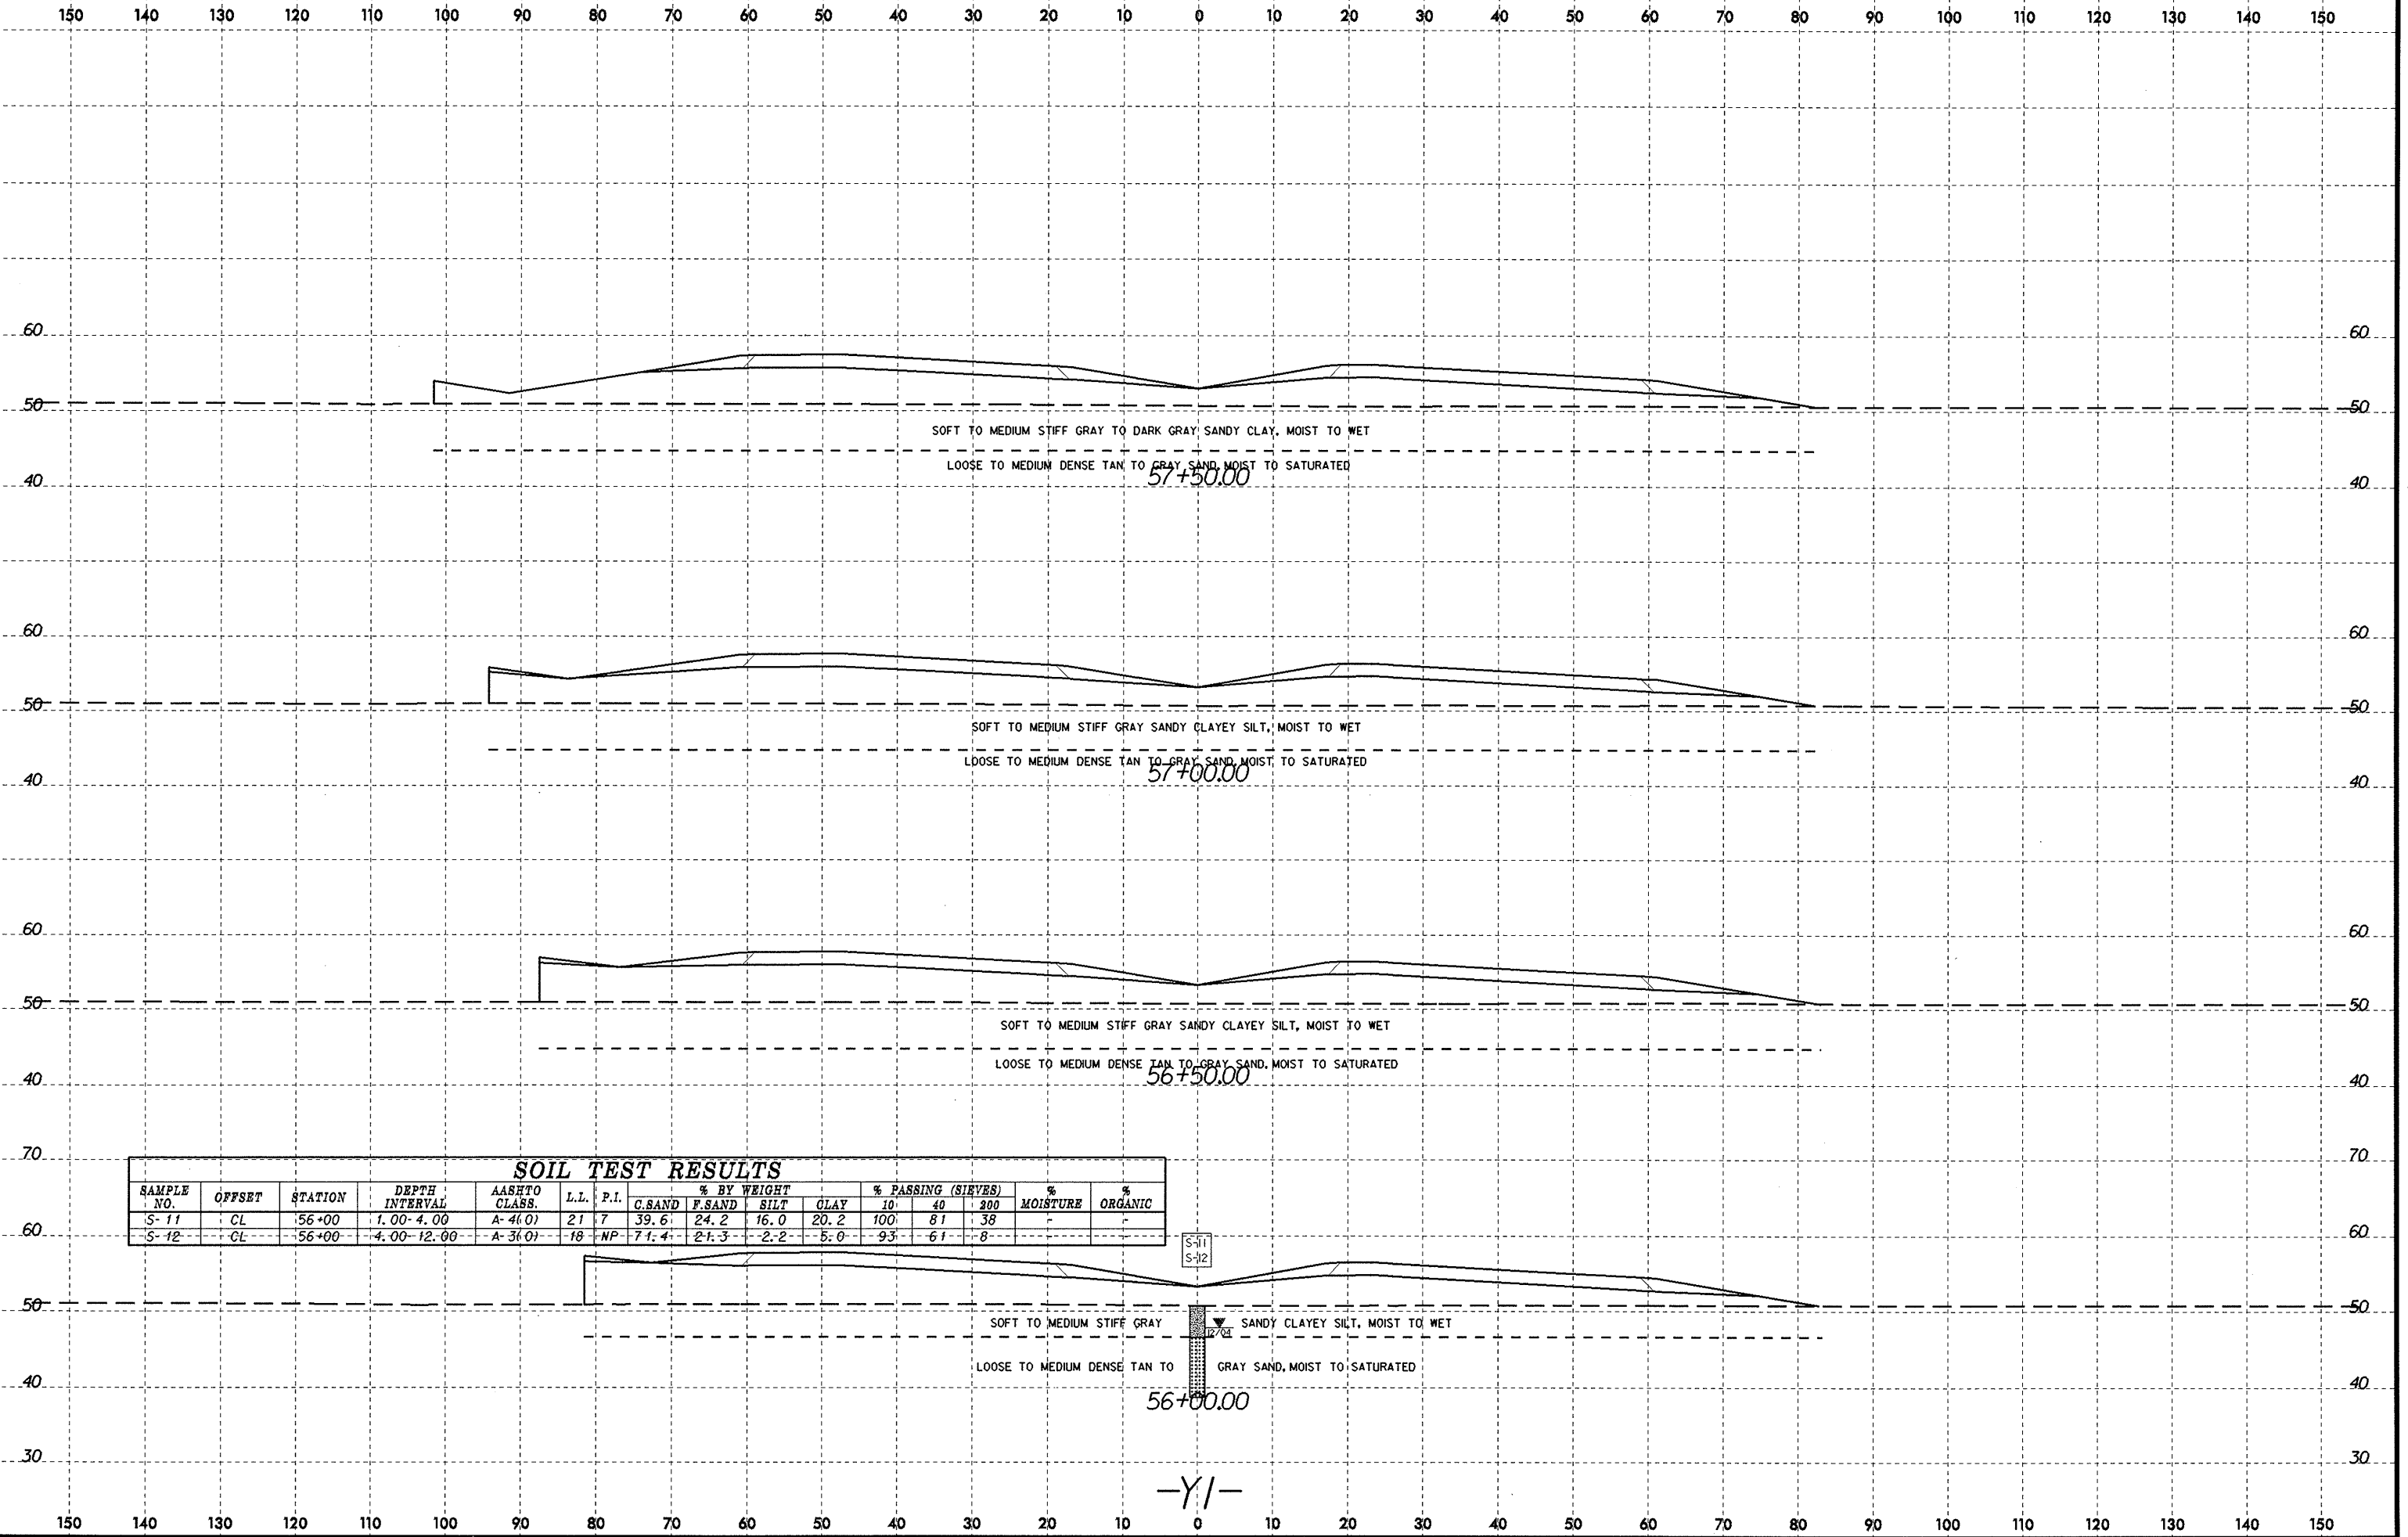 150 140 130 120 110 100 90 80 70 60 50 40 30 20 10 0 10 20 30 40 50 60 70 80 90 100 110 120 130 140 150
60 60
50 50
SOFT TO MEDIUM STIFF GRAY TO DARK GRAY SANDY CLAY, MOIST TO WET
LOOSE TO MEDIUM DENSE TAN TO GRAY SAND, MOIST TO SATURATED
57+50.00
40 40
60 60
50 50
SOFT TO MEDIUM STIFF GRAY SANDY CLAYEY SILT, MOIST TO WET
LOOSE TO MEDIUM DENSE TAN TO GRAY SAND, MOIST TO SATURATED
57+00.00
40 40
60 60
50 50
SOFT TO MEDIUM STIFF GRAY SANDY CLAYEY SILT, MOIST TO WET
LOOSE TO MEDIUM DENSE TAN TO GRAY SAND, MOIST TO SATURATED
56+50.00
40 40
70 70
SOIL TEST RESULTS
SAMPLE NO. OFFSET STATION DEPTH INTERVAL AASHTO CLASS. L.L. P.I. % BY WEIGHT C.SAND F.SAND SILT CLAY % PASSING (SIEVES) 10 40 200 % MOISTURE % ORGANIC
S-11 CL 56+00 1.00-4.00 A-4(0) 21 7 39.6 24.2 16.0 20.2 100 81 38 - -
S-12 CL 56+00 4.00-12.00 A-3(0) 18 NP 71.4 21.3 2.2 5.0 93 61 8 - -
60 60
S-11
S-12
50 50
SOFT TO MEDIUM STIFF GRAY SANDY CLAYEY SILT, MOIST TO WET
12/04
LOOSE TO MEDIUM DENSE TAN TO GRAY SAND, MOIST TO SATURATED
40 40
56+00.00
30 30
-Y1-
150 140 130 120 110 100 90 80 70 60 50 40 30 20 10 0 10 20 30 40 50 60 70 80 90 100 110 120 130 140 150